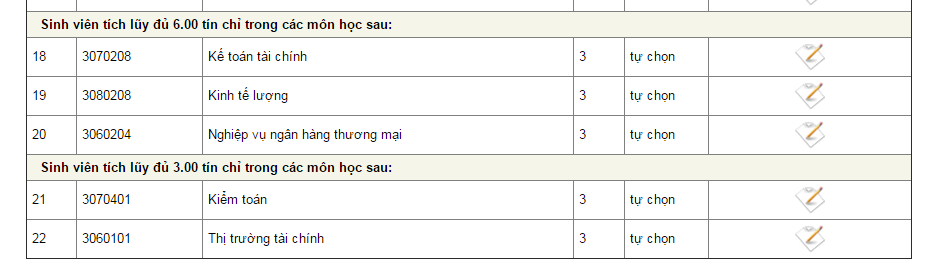 Sinh viên tích lũy đủ 6.00 tín chỉ trong các môn học sau:
18 3070208 Kế toán tài chính 3 tự chọn
19 3080208 Kinh tế lượng 3 tự chọn
20 3060204 Nghiệp vụ ngân hàng thương mại 3 tự chọn
Sinh viên tích lũy đủ 3.00 tín chỉ trong các môn học sau:
21 3070401 Kiểm toán 3 tự chọn
22 3060101 Thị trường tài chính 3 tự chọn